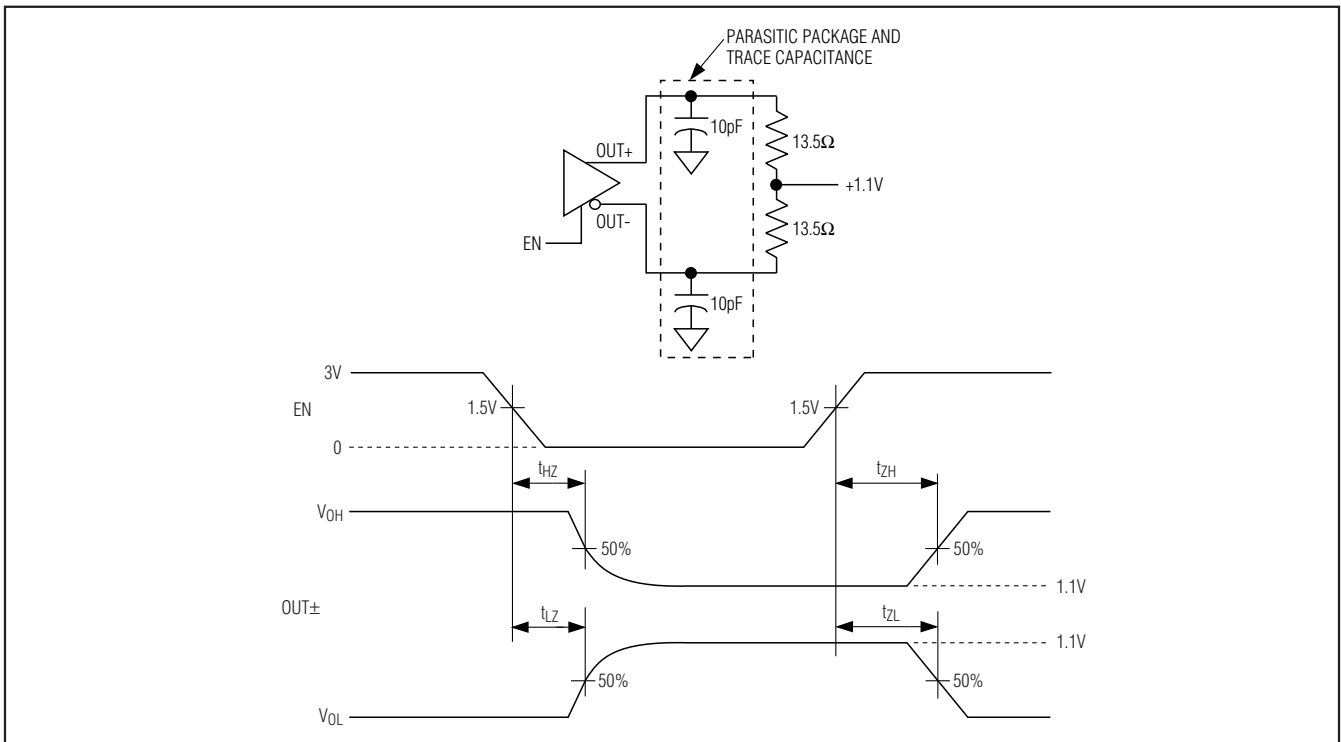 PARASITIC PACKAGE AND
TRACE CAPACITANCE
10pF
13.5Ω
OUT+
+1.1V
OUT-
13.5Ω
EN
10pF
3V
EN
1.5V
1.5V
0
tHZ
tZH
VOH
50%
50%
1.1V
OUT±
tLZ
tZL
1.1V
50%
50%
VOL